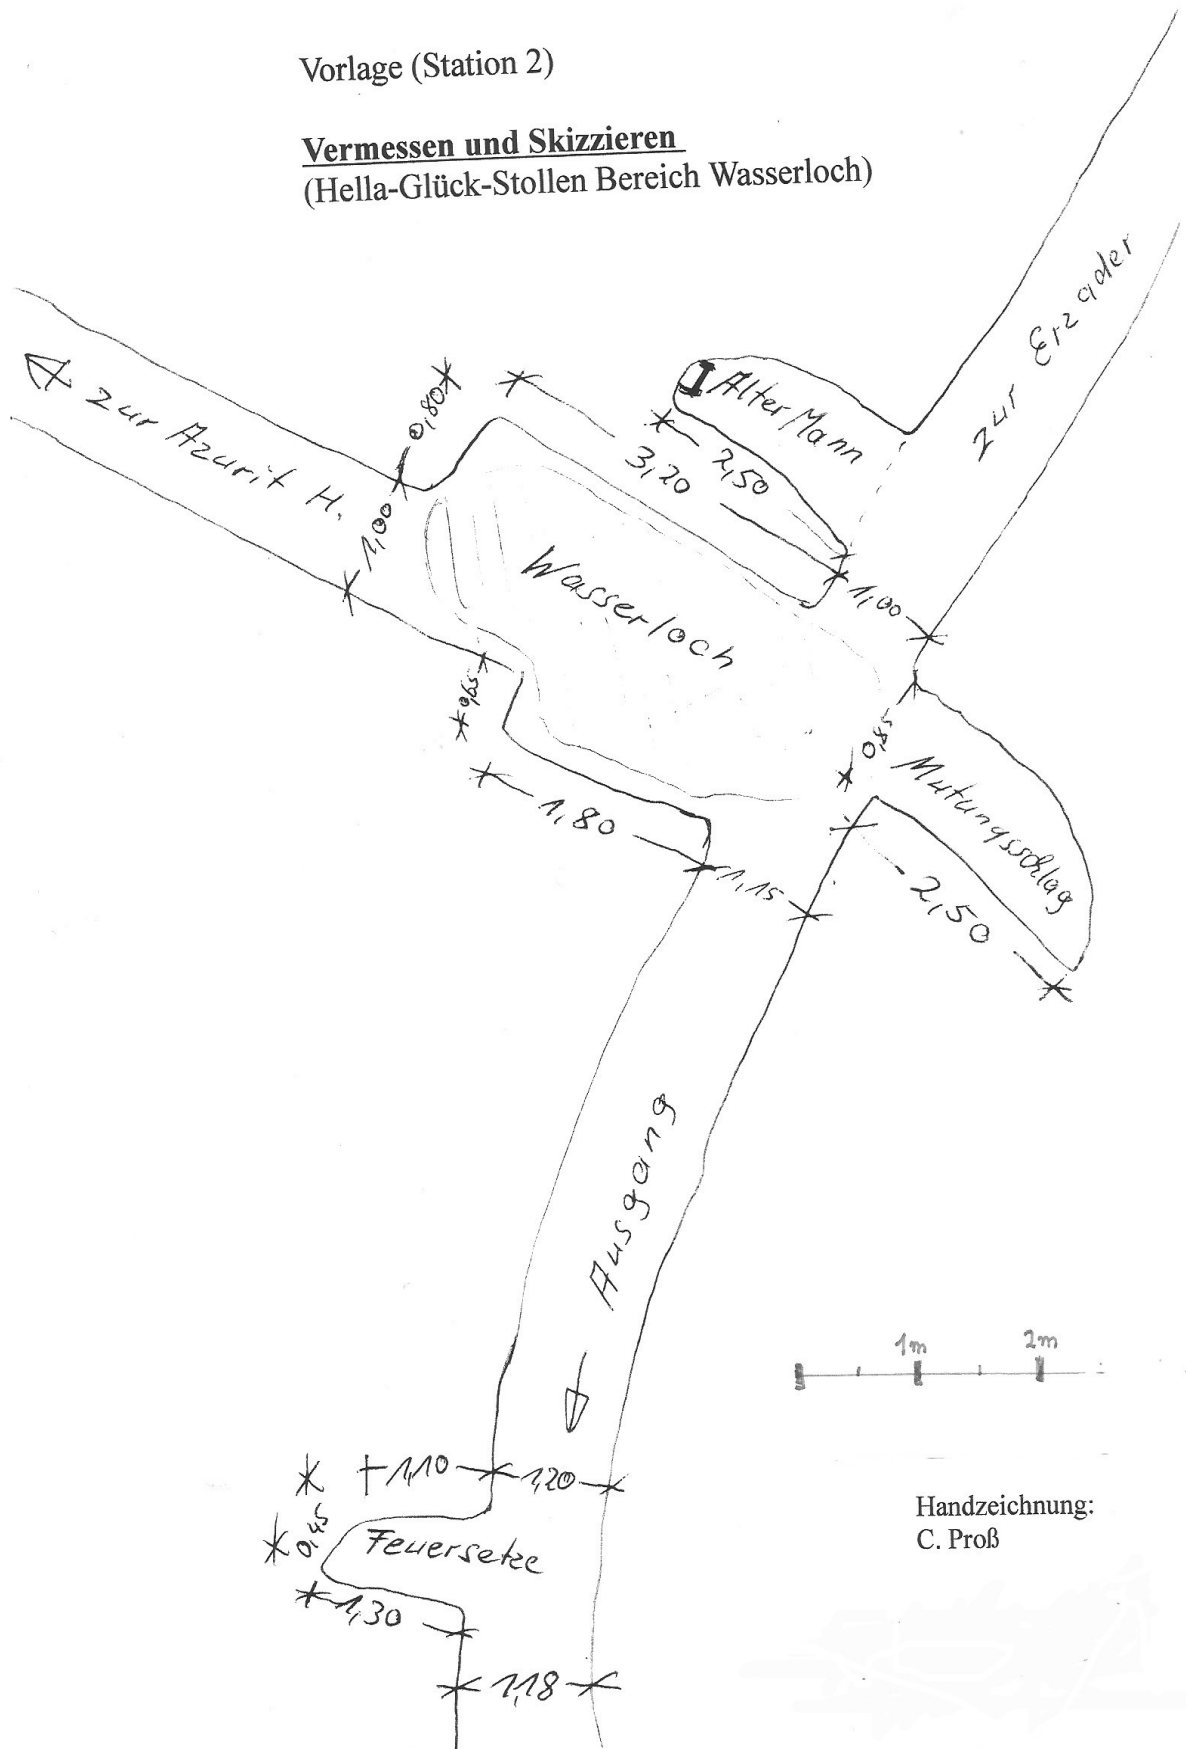 Vorlage (Station 2)
Vermessen und Skizzieren
(Hella-Glück-Stollen Bereich Wasserloch)
zur Erzader
zur Azurit H.
0,80
1,00
Alter Mann
2,50
3,20
Wasserloch
1,00
0,65
0,85
Mutungsschlag
1,80
1,15
2,50
Ausgang
1m 2m
1,10
1,20
0,45
Feuersetze
1,30
1,18
Handzeichnung:
C. Proß